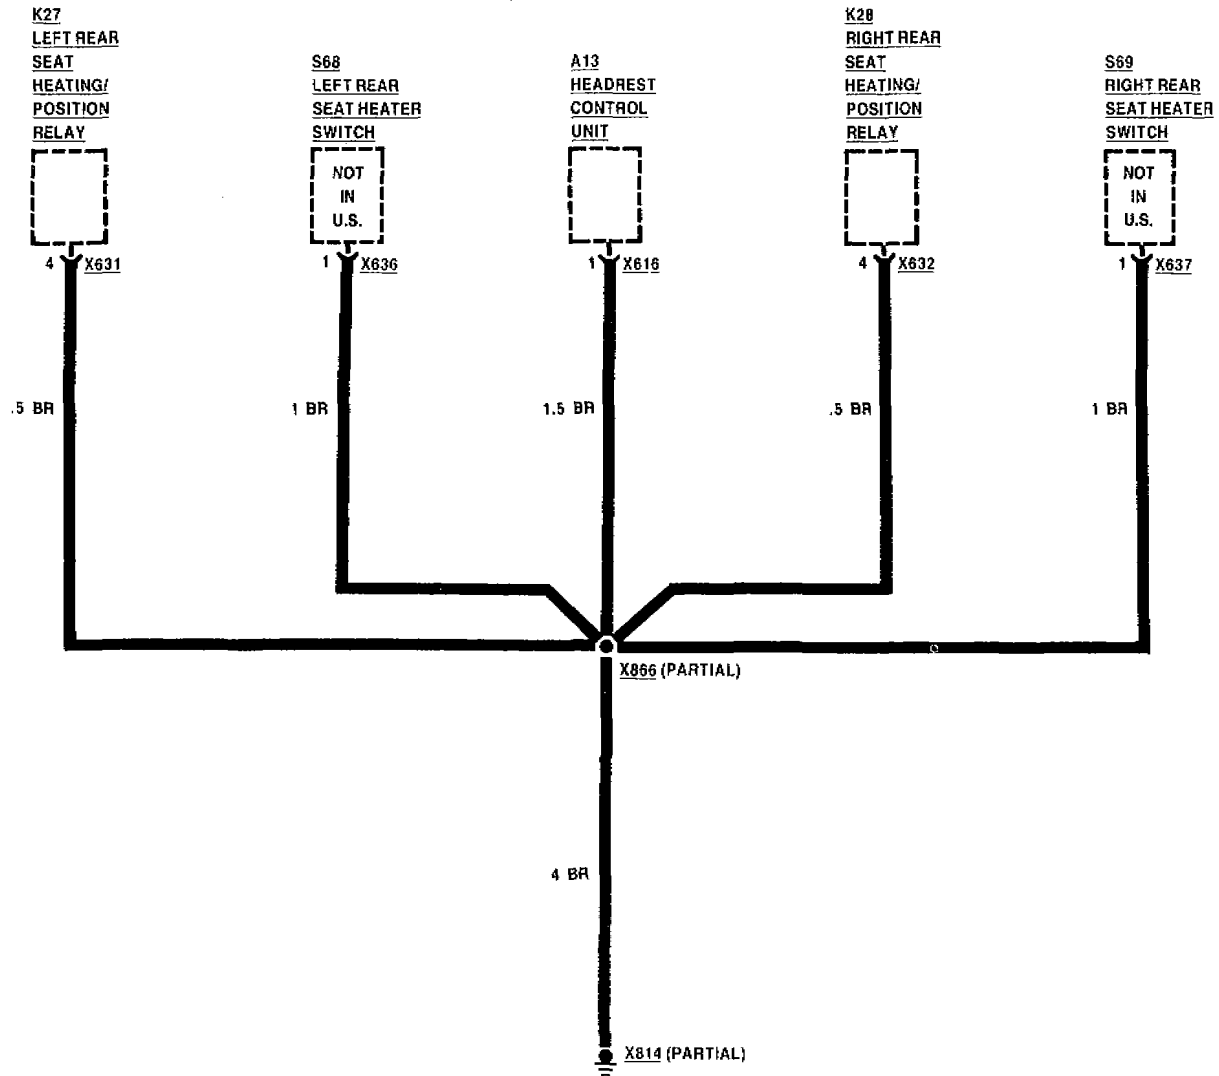 K27
LEFT REAR
SEAT
HEATING/
POSITION
RELAY
S68
LEFT REAR
SEAT HEATER
SWITCH
A13
HEADREST
CONTROL
UNIT
K28
RIGHT REAR
SEAT
HEATING/
POSITION
RELAY
S69
RIGHT REAR
SEAT HEATER
SWITCH
NOT
IN
U.S.
NOT
IN
U.S.
4 X631
1 X636
1 X616
4 X632
1 X637
.5 BR
1 BR
1.5 BR
.5 BR
1 BR
X866 (PARTIAL)
4 BR
X814 (PARTIAL)